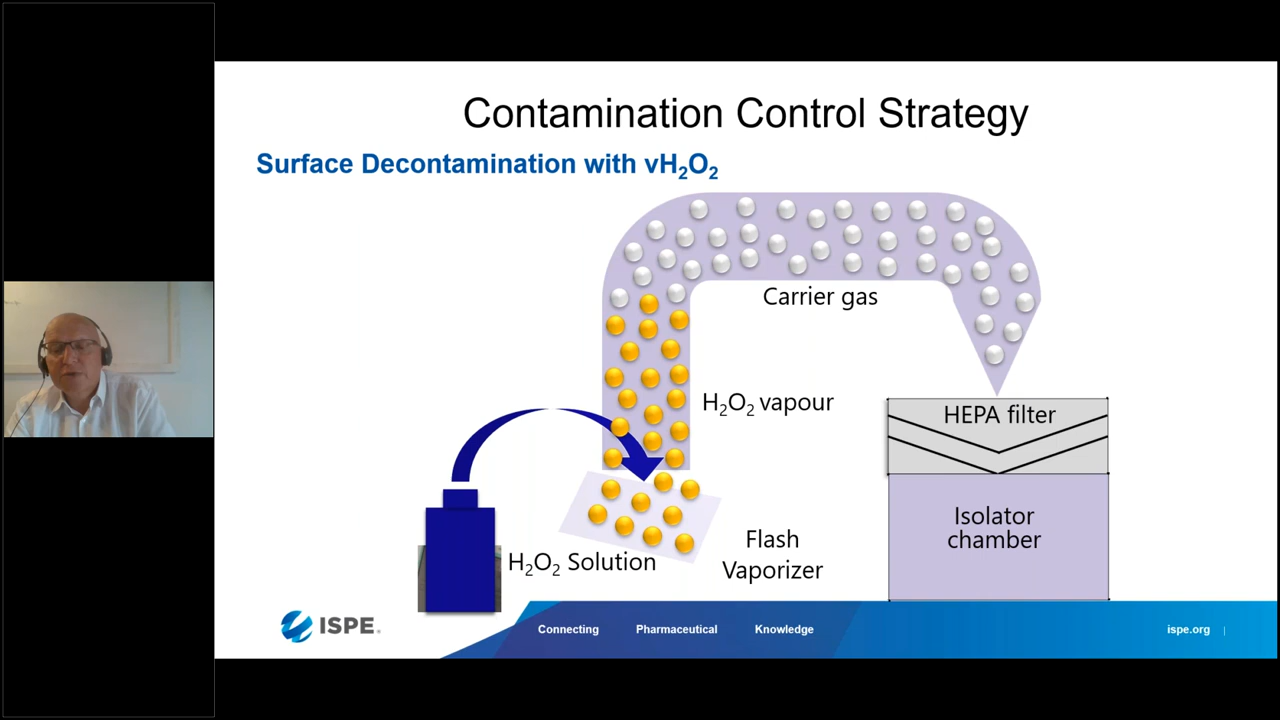 Contamination Control Strategy
Surface Decontamination with vH₂O₂
Carrier gas
H₂O₂ vapour
HEPA filter
Isolator
chamber
Flash
Vaporizer
H₂O₂ Solution
ISPE
Connecting Pharmaceutical Knowledge
ispe.org |